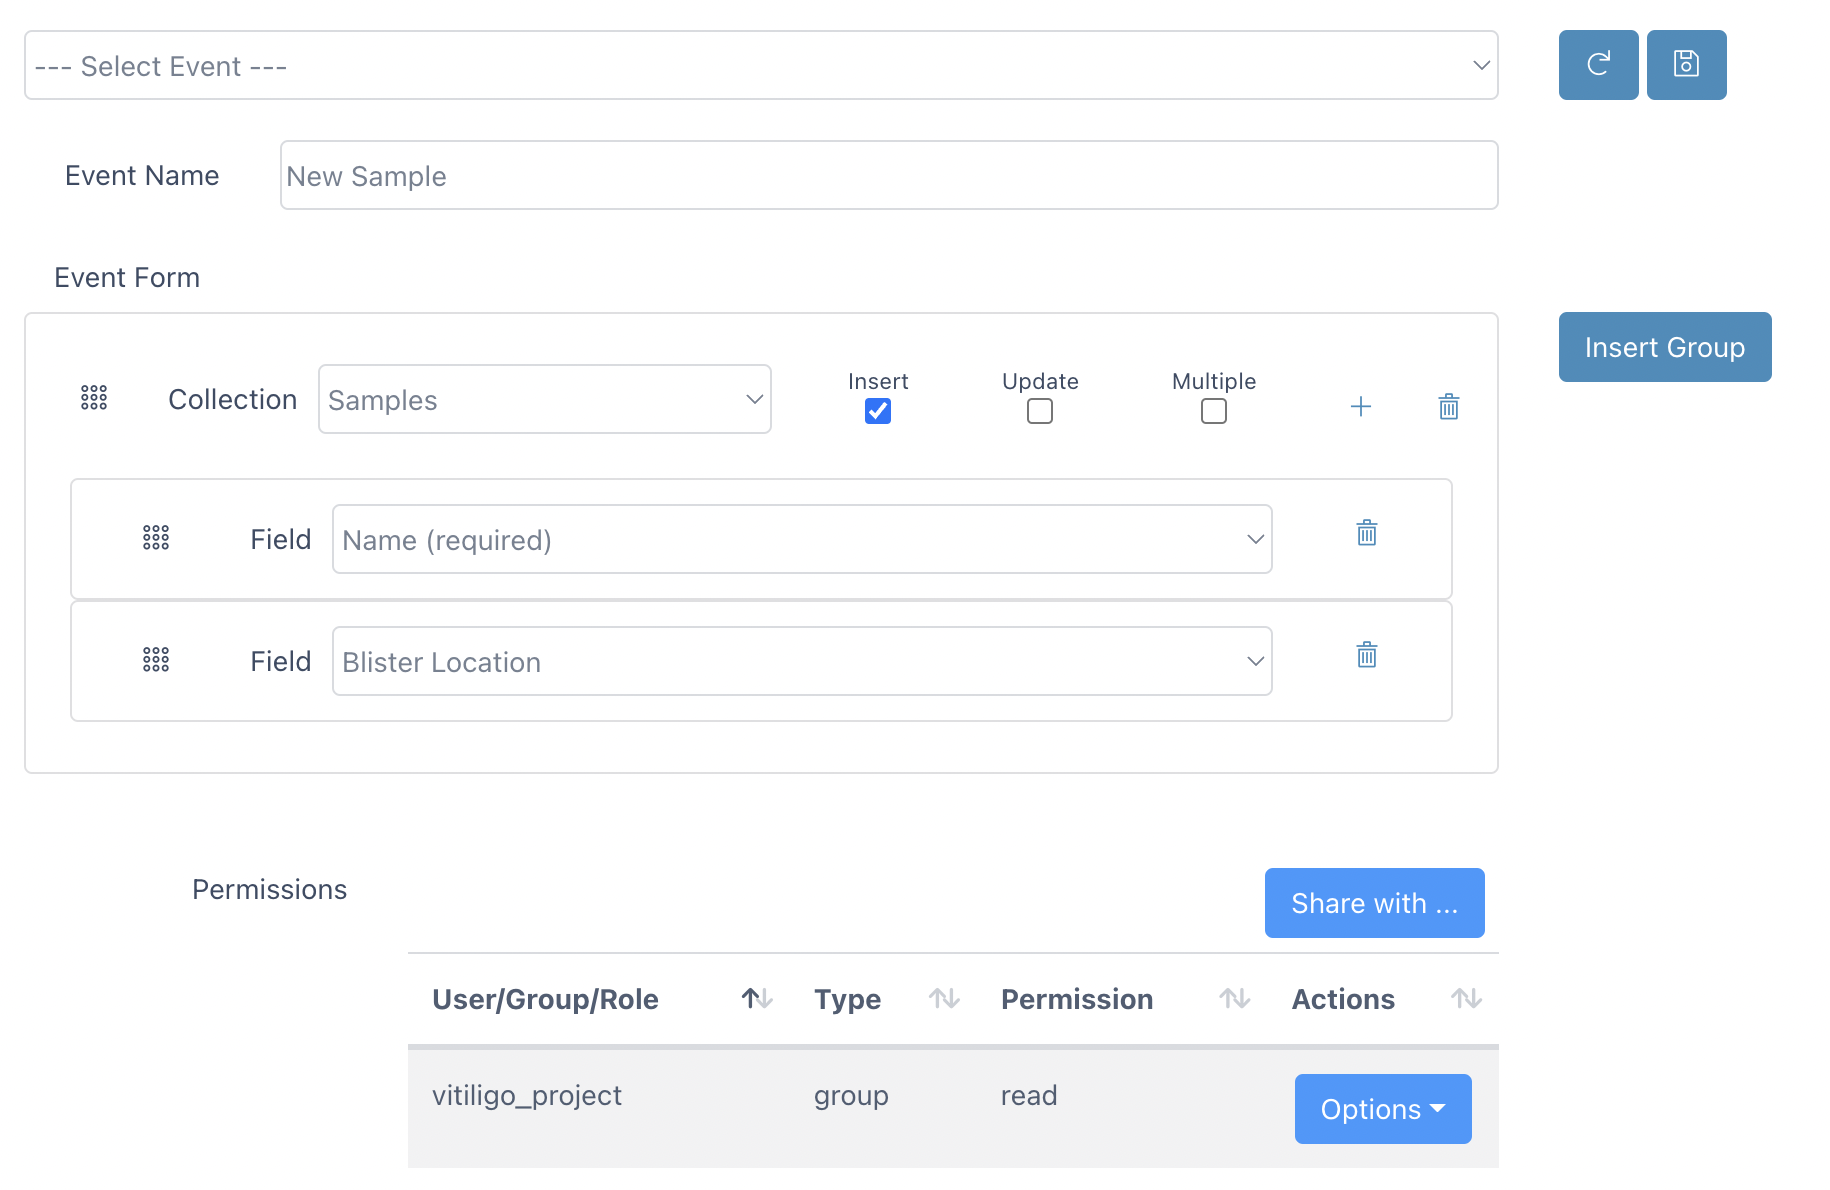 --- Select Event ---
Event Name
New Sample
Event Form
Insert Group
Collection
Samples
Insert
Update
Multiple
Field
Name (required)
Field
Blister Location
Permissions
Share with ...
User/Group/Role
Type
Permission
Actions
vitiligo_project
group
read
Options